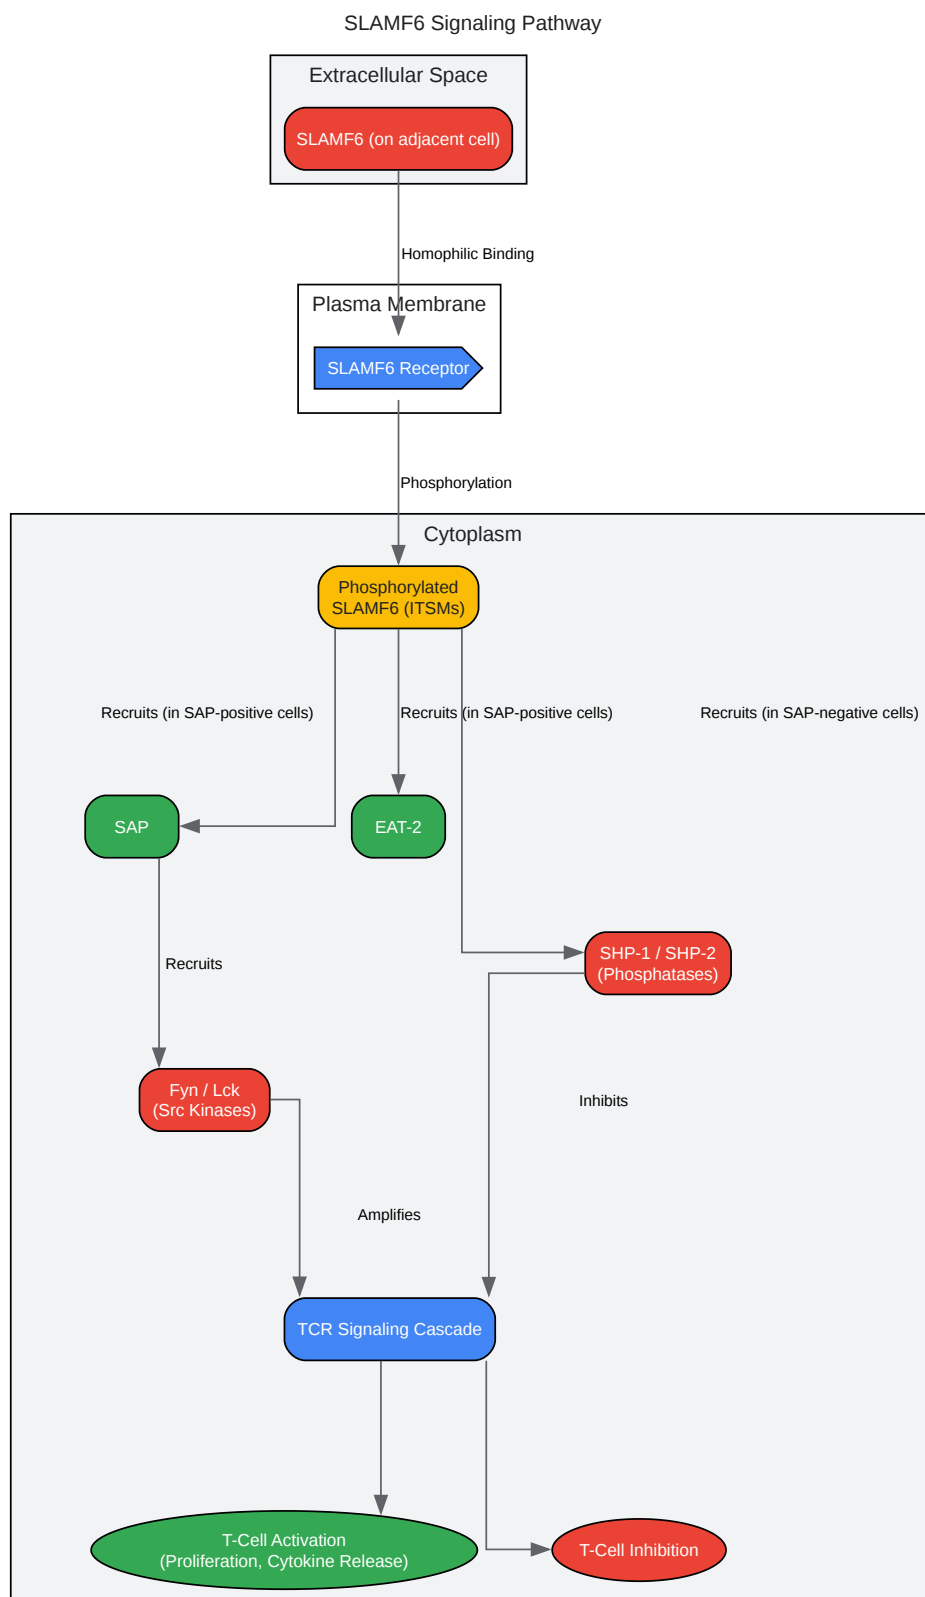 SLAMF6 Signaling Pathway
Extracellular Space
SLAMF6 (on adjacent cell)
Homophilic Binding
Plasma Membrane
SLAMF6 Receptor
Phosphorylation
Cytoplasm
Phosphorylated
SLAMF6 (ITSMs)
Recruits (in SAP-positive cells)
Recruits (in SAP-positive cells)
Recruits (in SAP-negative cells)
SAP
EAT-2
SHP-1 / SHP-2
(Phosphatases)
Recruits
Fyn / Lck
(Src Kinases)
Inhibits
Amplifies
TCR Signaling Cascade
T-Cell Activation
(Proliferation, Cytokine Release)
T-Cell Inhibition